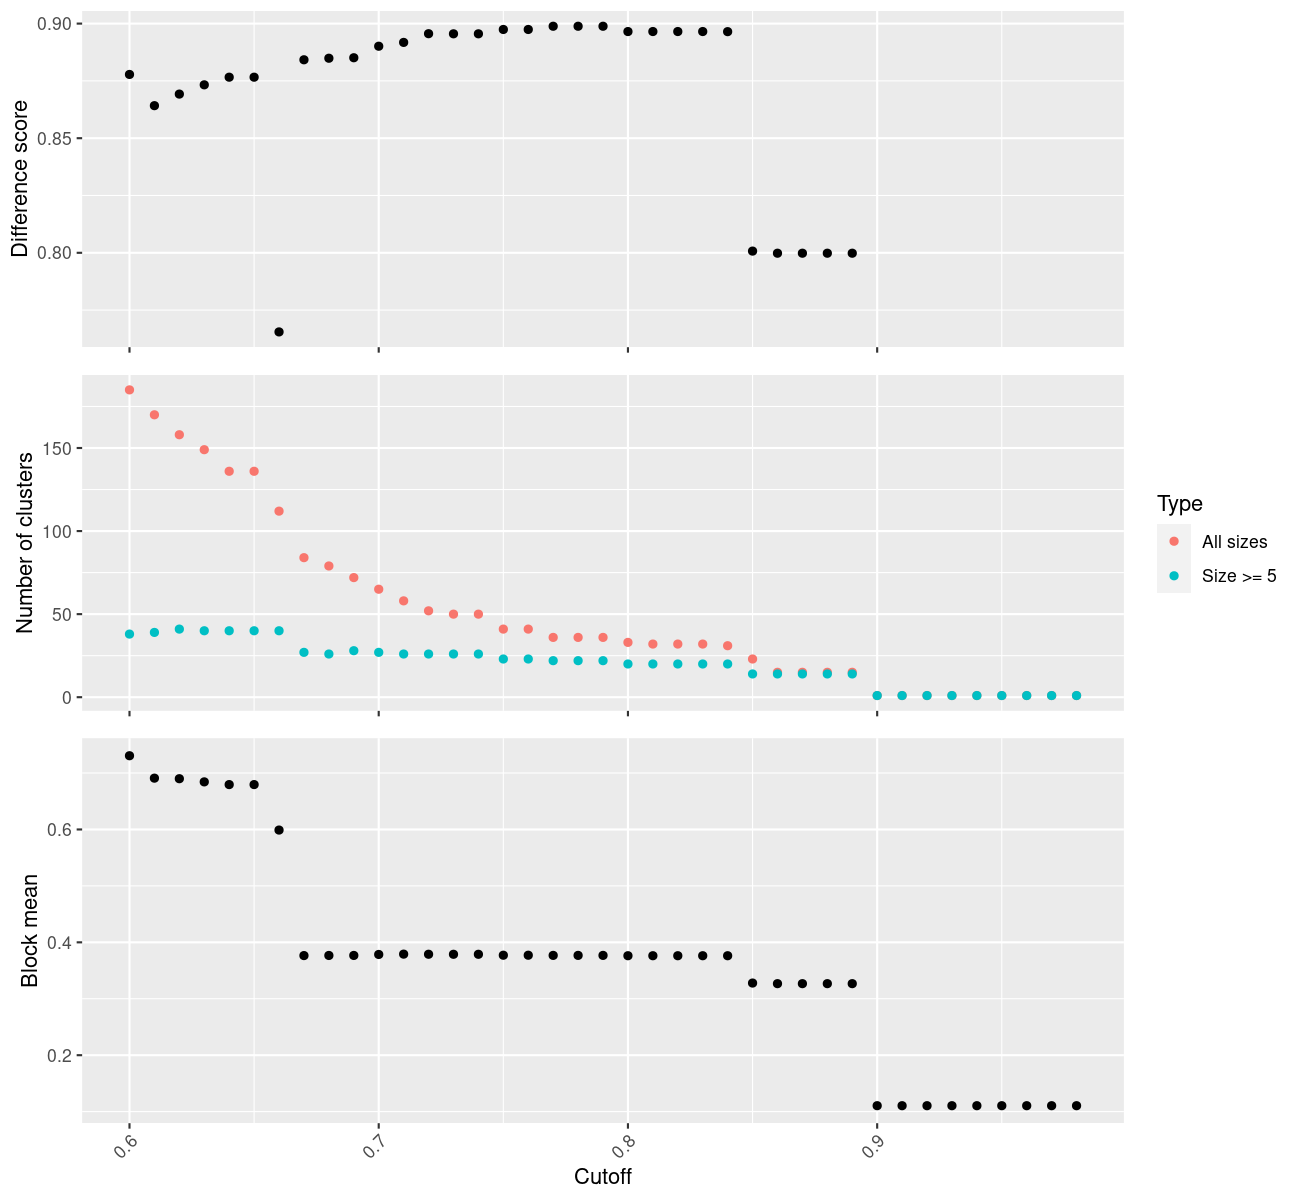 Difference score
0.90
0.85
0.80
Number of clusters
150
100
50
0
Type
All sizes
Size >= 5
Block mean
0.6
0.4
0.2
0.6 0.7 0.8 0.9
Cutoff